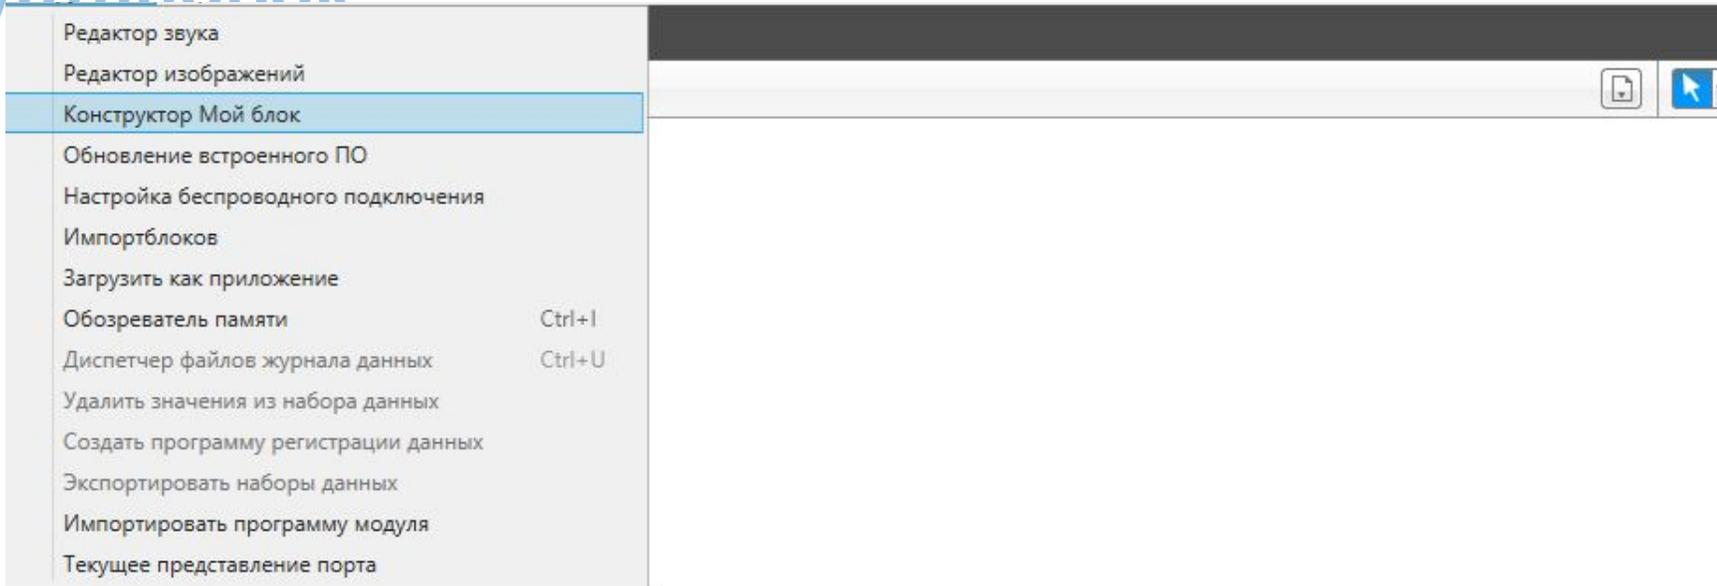 Редактор звука
Редактор изображений
Конструктор Мой блок
Обновление встроенного ПО
Настройка беспроводного подключения
Импортблоков
Загрузить как приложение
Обозреватель памяти Ctrl+I
Диспетчер файлов журнала данных Ctrl+U
Удалить значения из набора данных
Создать программу регистрации данных
Экспортировать наборы данных
Импортировать программу модуля
Текущее представление порта